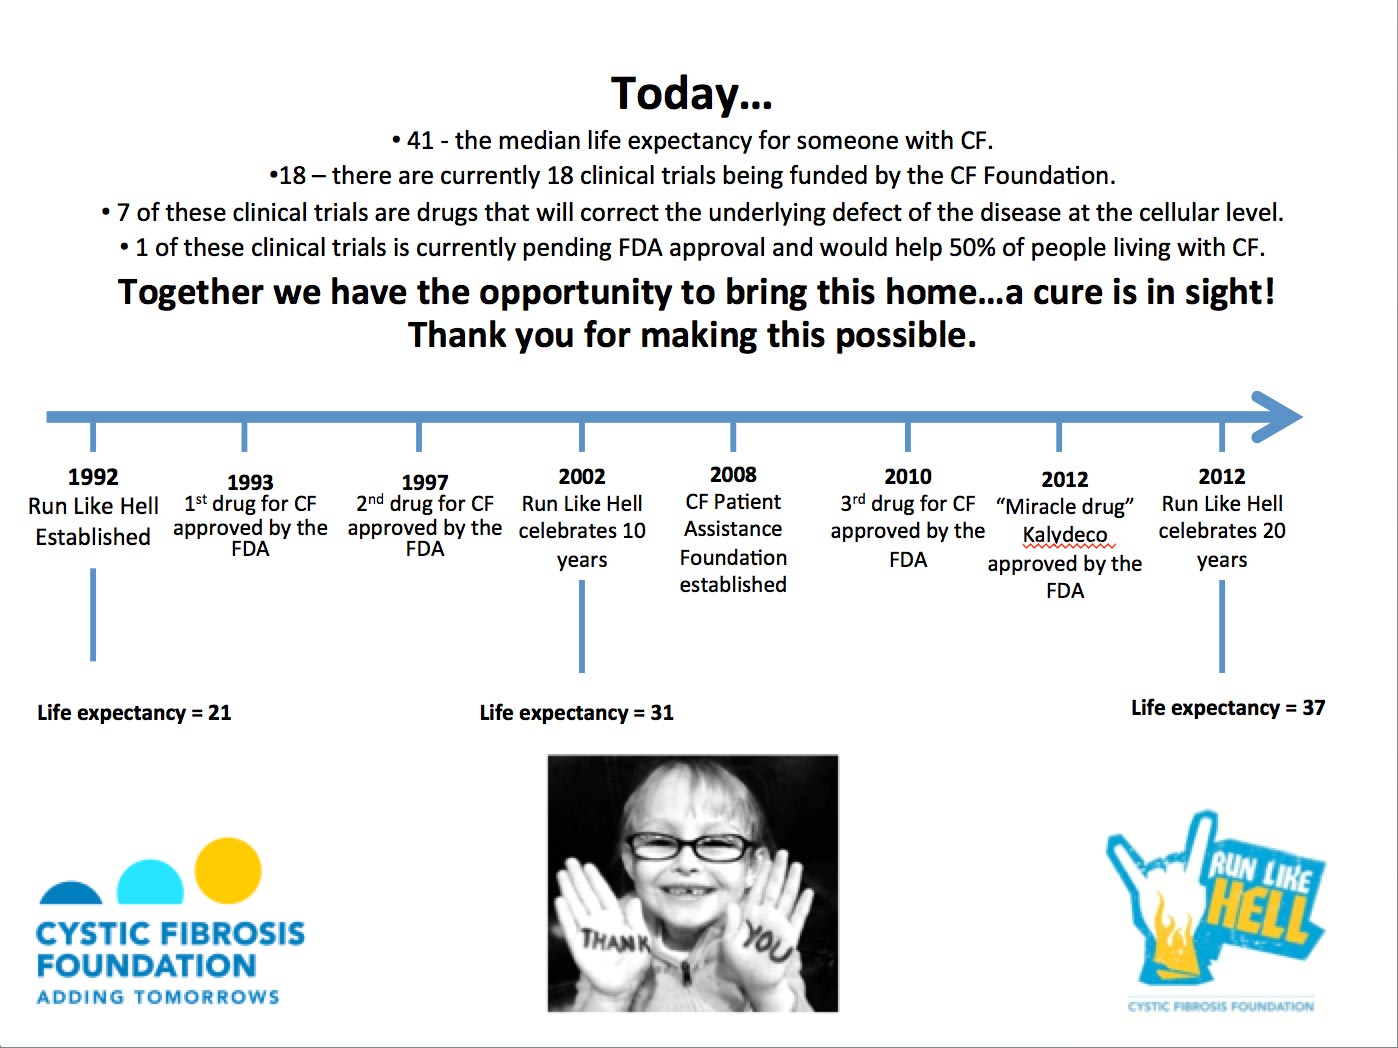 Today…
• 41 - the median life expectancy for someone with CF.
•18 – there are currently 18 clinical trials being funded by the CF Foundation.
• 7 of these clinical trials are drugs that will correct the underlying defect of the disease at the cellular level.
• 1 of these clinical trials is currently pending FDA approval and would help 50% of people living with CF.
Together we have the opportunity to bring this home…a cure is in sight!
Thank you for making this possible.
1992
Run Like Hell
Established
1993
1st drug for CF
approved by the
FDA
1997
2nd drug for CF
approved by the
FDA
2002
Run Like Hell
celebrates 10
years
2008
CF Patient
Assistance
Foundation
established
2010
3rd drug for CF
approved by the
FDA
2012
“Miracle drug”
Kalydeco
approved by the
FDA
2012
Run Like Hell
celebrates 20
years
Life expectancy = 21
Life expectancy = 31
Life expectancy = 37
CYSTIC FIBROSIS
FOUNDATION
ADDING TOMORROWS
THANK YOU
RUN LIKE
HELL
CYSTIC FIBROSIS FOUNDATION